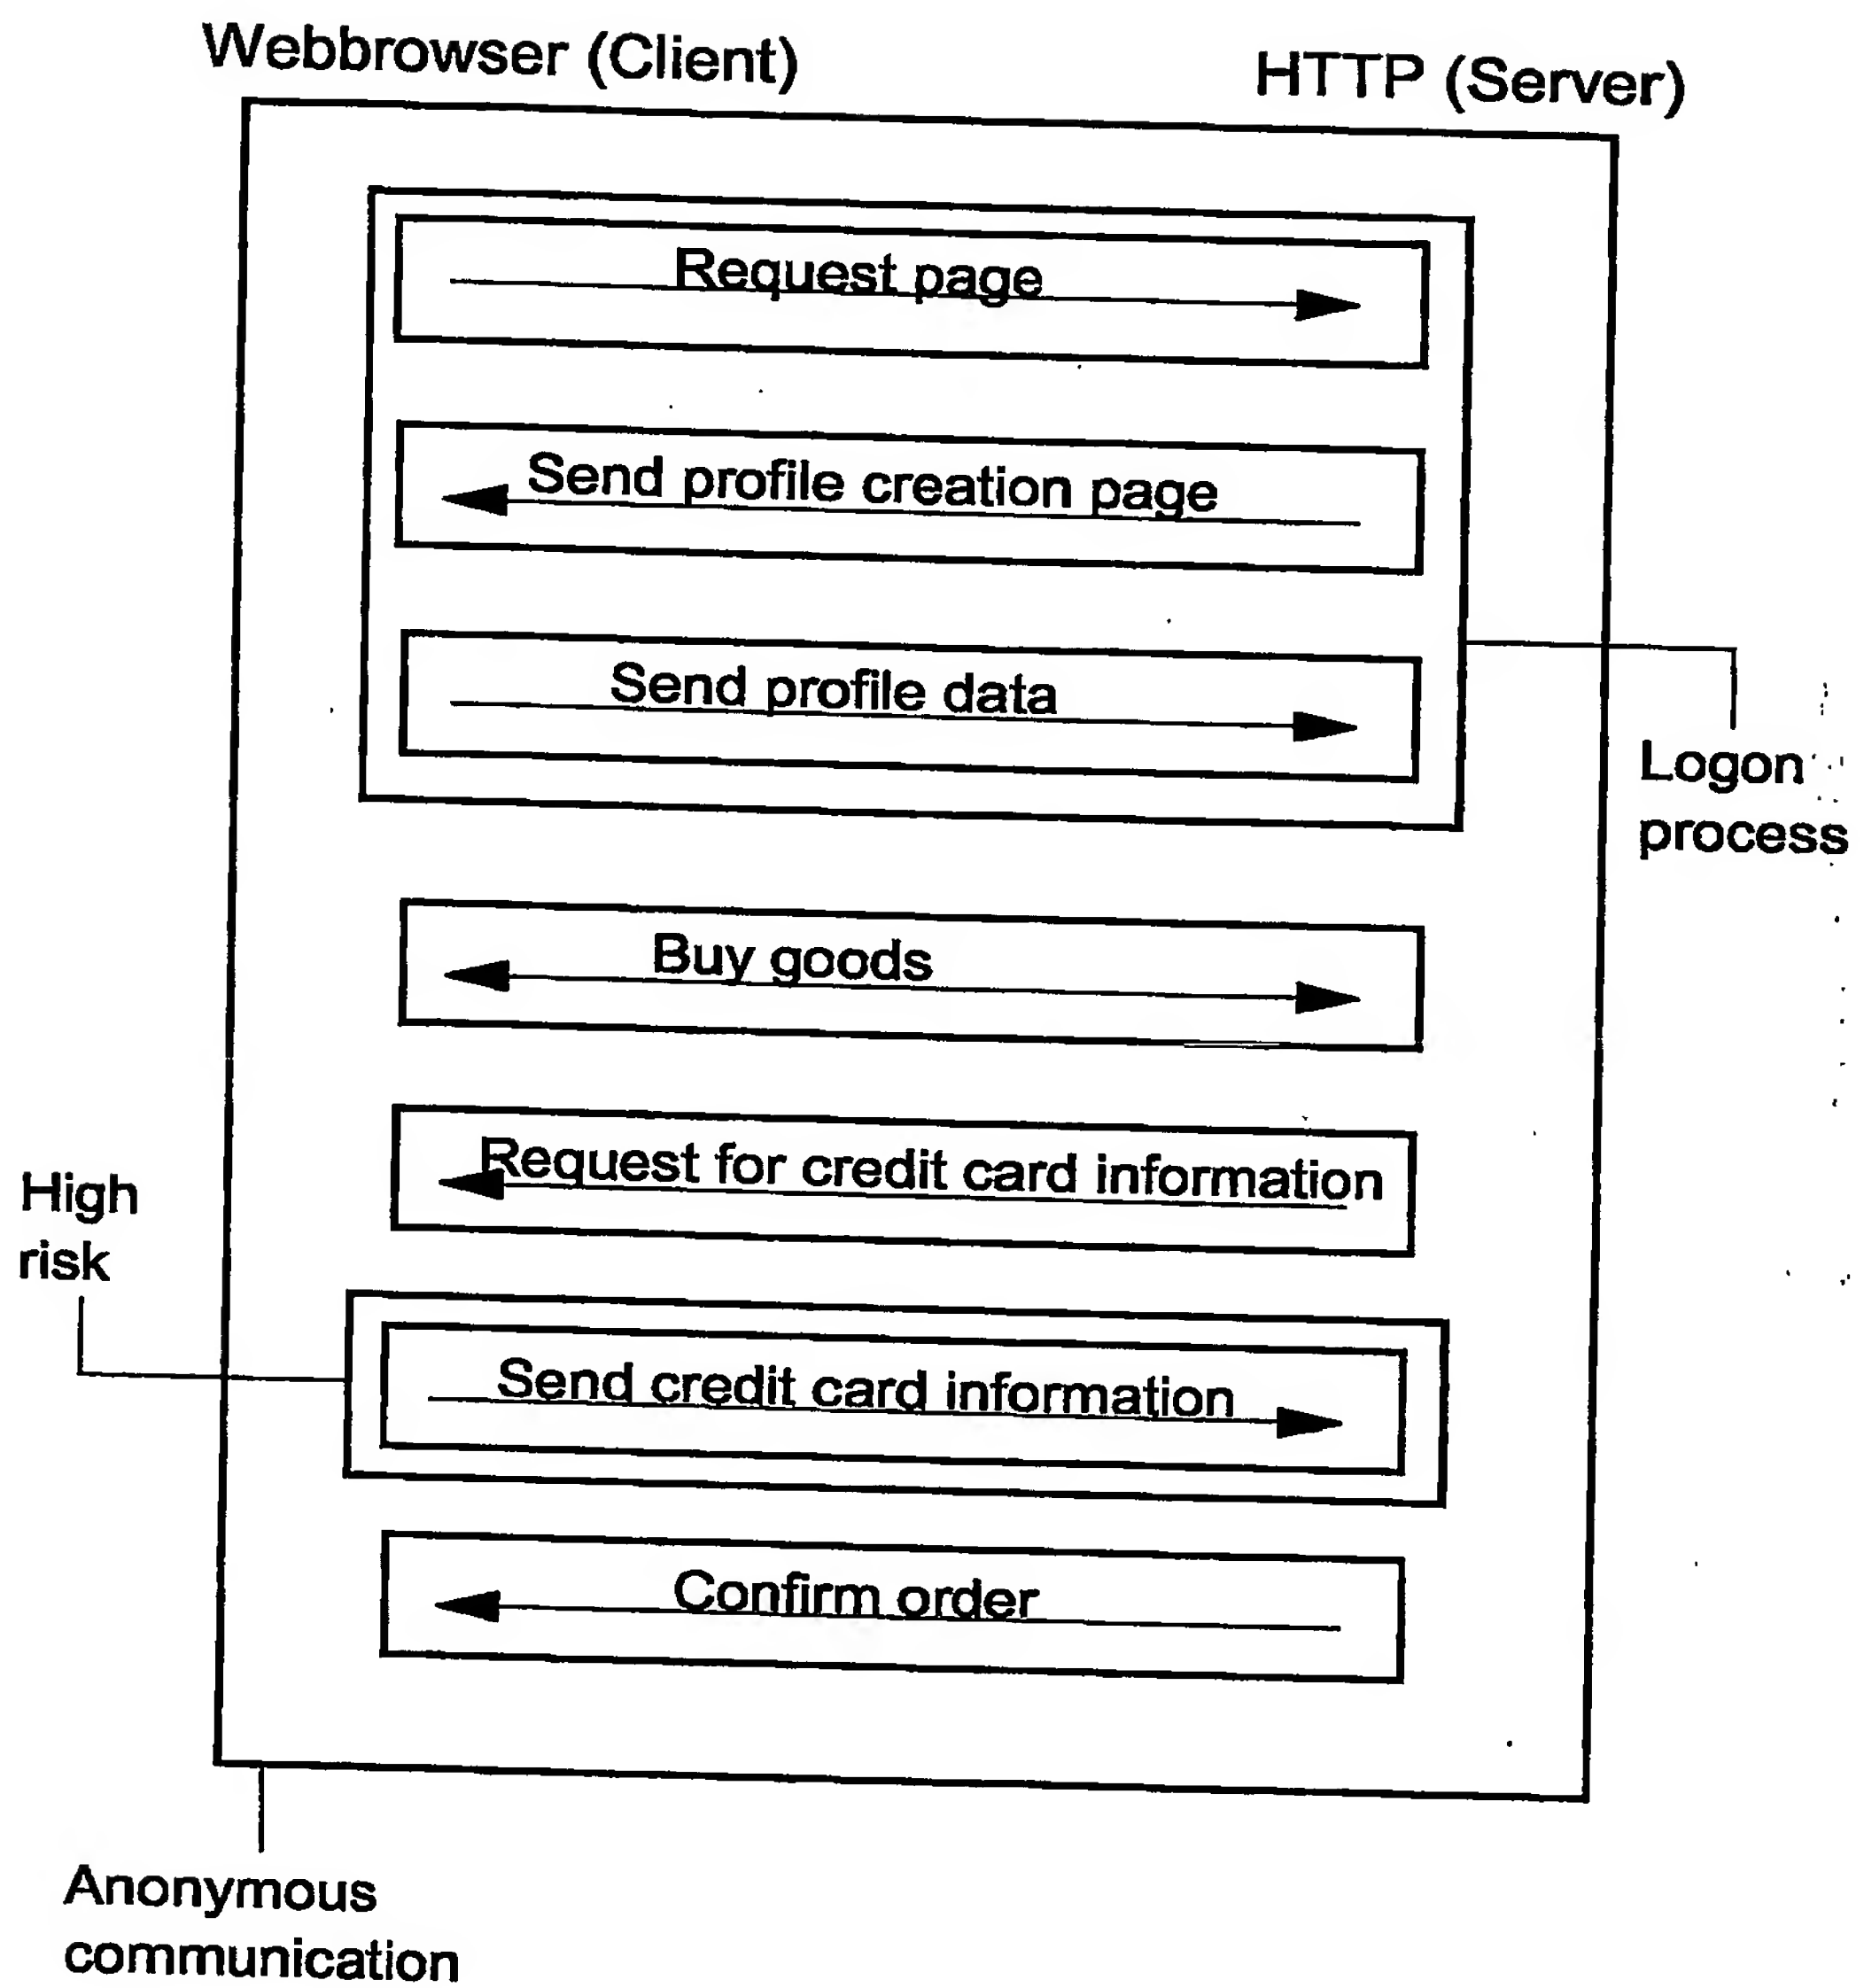 Webbrowser (Client)
HTTP (Server)
Request page
Send profile creation page
Send profile data
Logon
process
Buy goods
Request for credit card information
High
risk
Send credit card information
Confirm order
Anonymous
communication